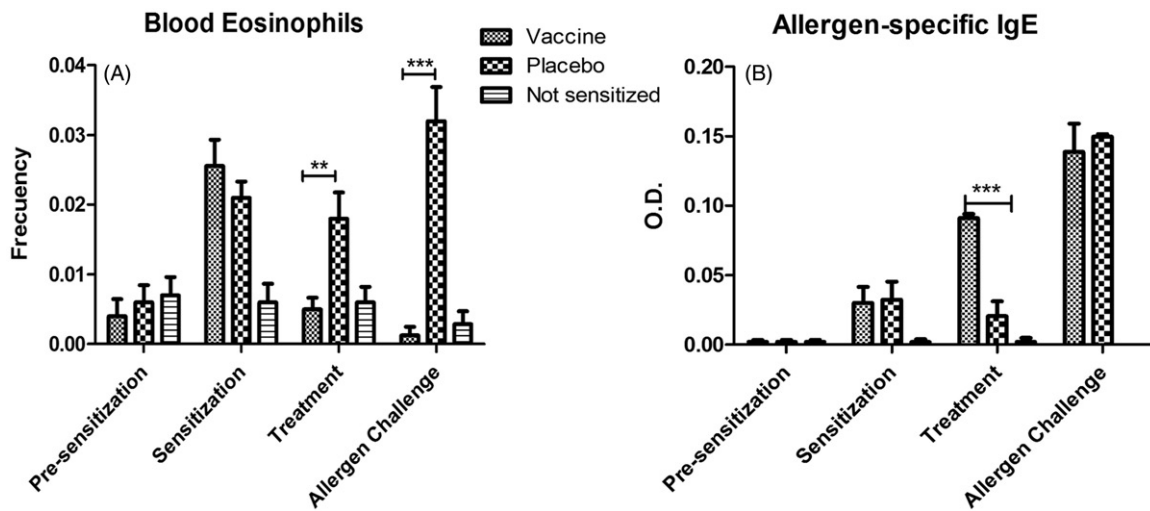 Blood Eosinophils
Vaccine
Placebo
Not sensitized
Allergen-specific IgE
(A)
0.04
0.03
0.02
0.01
0.00
Frecuency
**
***
Pre-sensitization
Sensitization
Treatment
Allergen Challenge
(B)
0.20
0.15
0.10
0.05
0.00
O.D.
***
Pre-sensitization
Sensitization
Treatment
Allergen Challenge